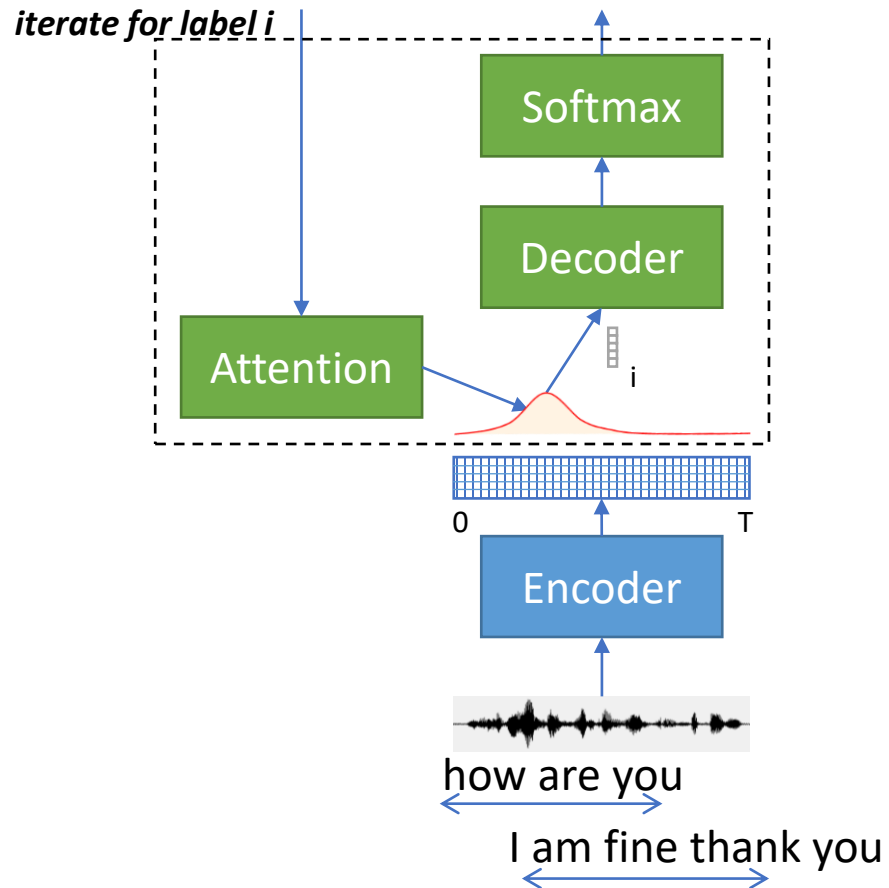 iterate for label i
Softmax
Decoder
Attention
i
0 T
Encoder
how are you
I am fine thank you